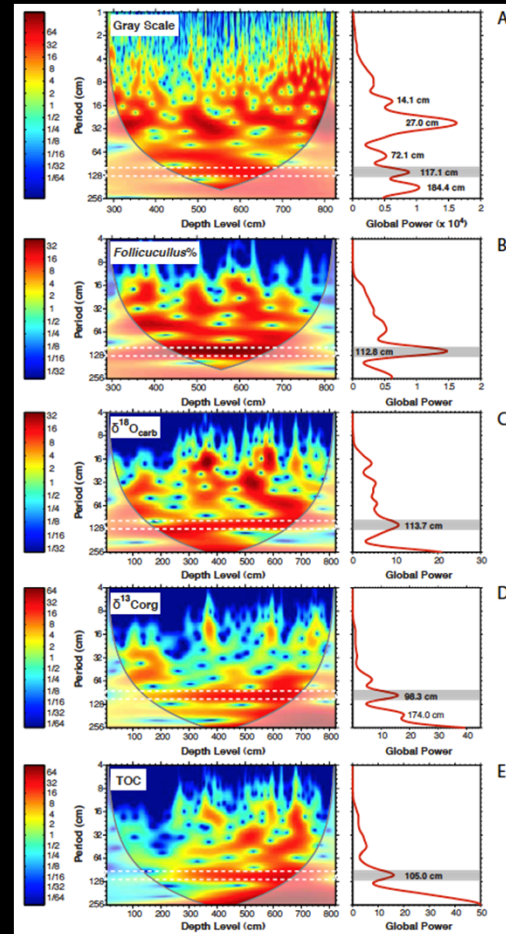 A
Gray Scale
64
32
16
8
4
2
1
1/2
1/4
1/8
1/16
1/32
1/64
Period (cm)
1
2
4
8
16
32
64
128
256
300 400 500 600 700 800
Depth Level (cm)
14.1 cm
27.0 cm
72.1 cm
117.1 cm
184.4 cm
0 0.5 1 1.5 2
Global Power (x 10⁴)
B
Follicucullus%
32
16
8
4
2
1
1/2
1/4
1/8
1/16
1/32
Period (cm)
4
8
16
32
64
128
256
300 400 500 600 700 800
Depth Level (cm)
112.8 cm
0 0.5 1 1.5 2
Global Power
C
δ¹⁸Ocarb
32
16
8
4
2
1
1/2
1/4
1/8
1/16
1/32
Period (cm)
4
8
16
32
64
128
256
100 200 300 400 500 600 700 800
Depth Level (cm)
113.7 cm
0 10 20 30
Global Power
D
δ¹³Corg
64
32
16
8
4
2
1
1/2
1/4
1/8
1/16
1/32
1/64
Period (cm)
4
8
16
32
64
128
256
100 200 300 400 500 600 700 800
Depth Level (cm)
98.3 cm
174.0 cm
0 10 20 30 40
Global Power
E
TOC
64
32
16
8
4
2
1
1/2
1/4
1/8
1/16
1/32
1/64
Period (cm)
4
8
16
32
64
128
256
100 200 300 400 500 600 700 800
Depth Level (cm)
105.0 cm
0 10 20 30 40 50
Global Power